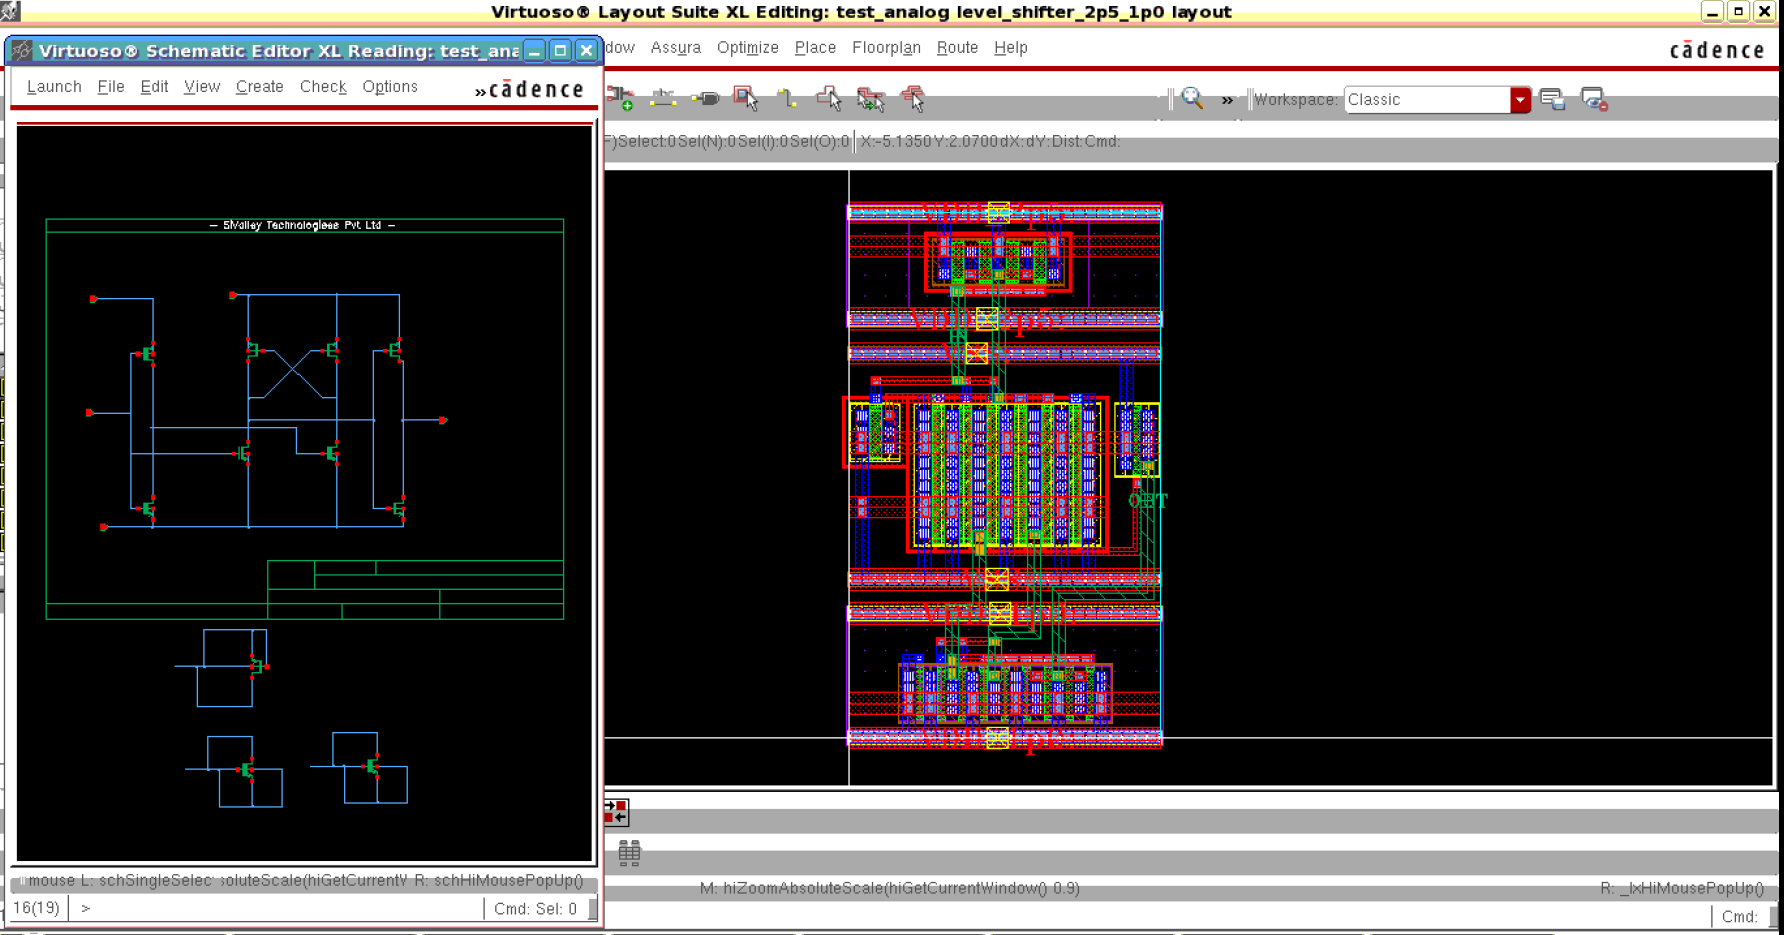 Virtuoso® Layout Suite XL Editing: test_analog level_shifter_2p5_1p0 layout
Virtuoso® Schematic Editor XL Reading: test_ana
dow Assura Optimize Place Floorplan Route Help
cādence
Launch File Edit View Create Check Options » cādence
» Workspace: Classic
F)Select:0 Sel(N):0 Sel(I):0 Sel(O):0 X:-5.1350 Y:2.0700 dX: dY: Dist: Cmd:
— SiValley Technologiees Pvt Ltd —
OUT
mouse L: schSingleSelec :oluteScale(hiGetCurrentV R: schHiMousePopUp()
M: hiZoomAbsoluteScale(hiGetCurrentWindow() 0.9) R: _lxHiMousePopUp()
16(19) > Cmd: Sel: 0
Cmd: